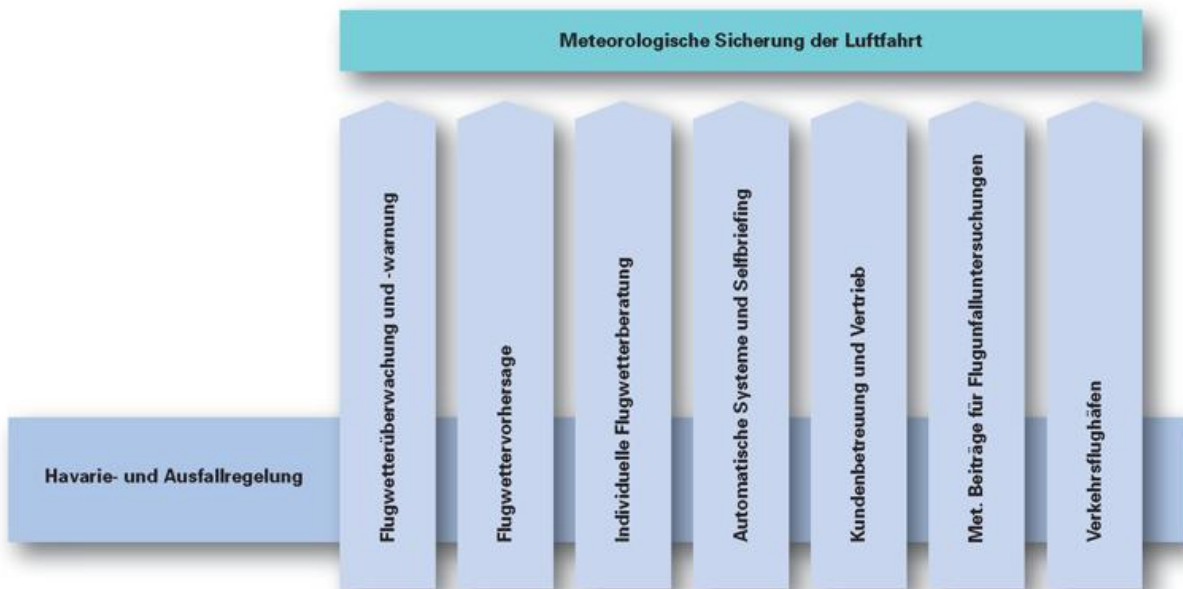 Meteorologische Sicherung der Luftfahrt
Flugwetterüberwachung und -warnung
Flugwettervorhersage
Individuelle Flugwetterberatung
Automatische Systeme und Selfbriefing
Kundenbetreuung und Vertrieb
Met. Beiträge für Flugunfalluntersuchungen
Verkehrsflughäfen
Havarie- und Ausfallregelung